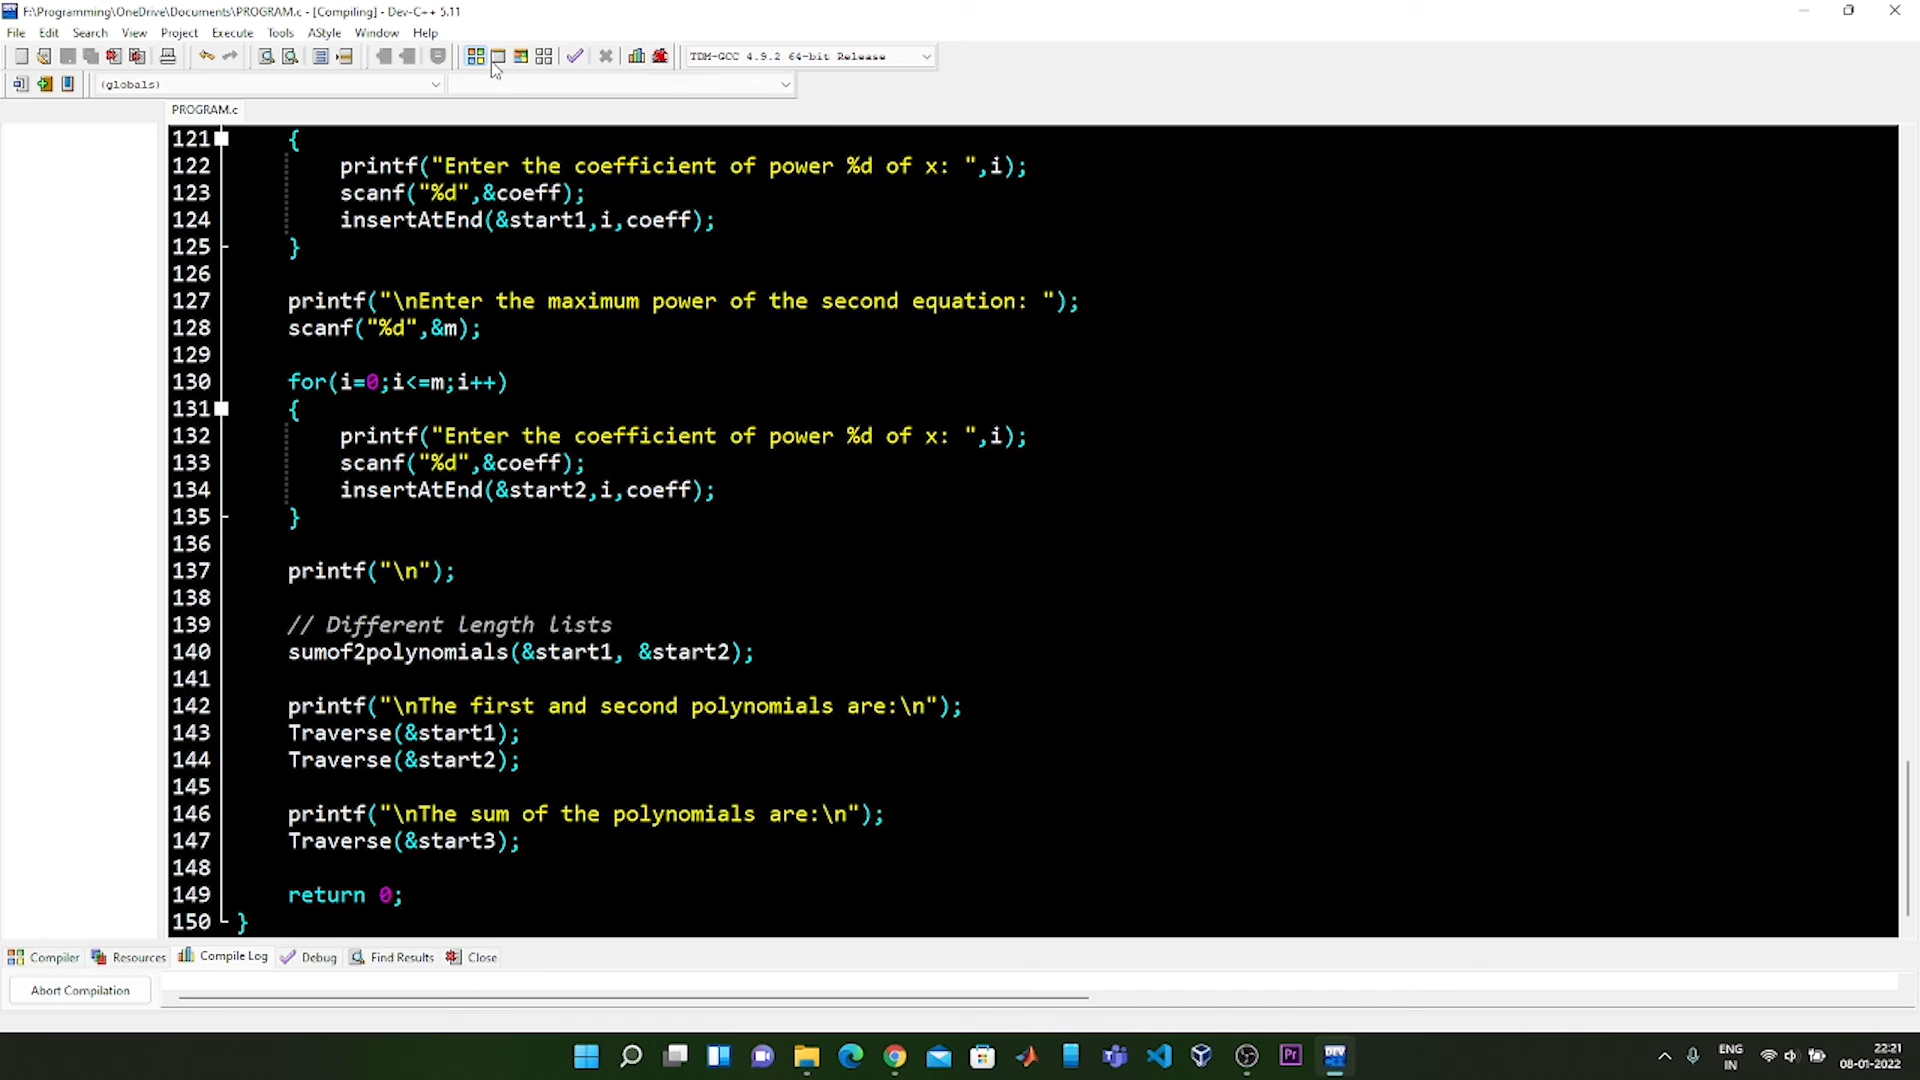 F:\Programming\OneDrive\Documents\PROGRAM.c - [Compiling] - Dev-C++ 5.11
File Edit Search View Project Execute Tools AStyle Window Help
TDM-GCC 4.9.2 64-bit Release
(globals)
PROGRAM.c
121 {
122 printf("Enter the coefficient of power %d of x: ",i);
123 scanf("%d",&coeff);
124 insertAtEnd(&start1,i,coeff);
125 }
126
127 printf("\nEnter the maximum power of the second equation: ");
128 scanf("%d",&m);
129
130 for(i=0;i<=m;i++)
131 {
132 printf("Enter the coefficient of power %d of x: ",i);
133 scanf("%d",&coeff);
134 insertAtEnd(&start2,i,coeff);
135 }
136
137 printf("\n");
138
139 // Different length lists
140 sumof2polynomials(&start1, &start2);
141
142 printf("\nThe first and second polynomials are:\n");
143 Traverse(&start1);
144 Traverse(&start2);
145
146 printf("\nThe sum of the polynomials are:\n");
147 Traverse(&start3);
148
149 return 0;
150 }
Compiler Resources Compile Log Debug Find Results Close
Abort Compilation
DEV
Pr
DEV
ENG
IN
22:21
08-01-2022